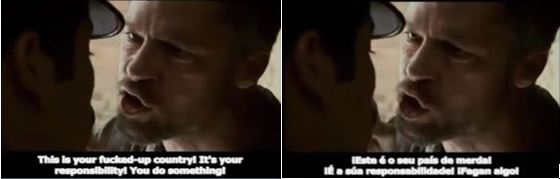 This is your fucked-up country! It's your
responsibility! You do something!
¡Este é o seu país de merda!
¡É a súa responsabilidade! ¡Fagan algo!